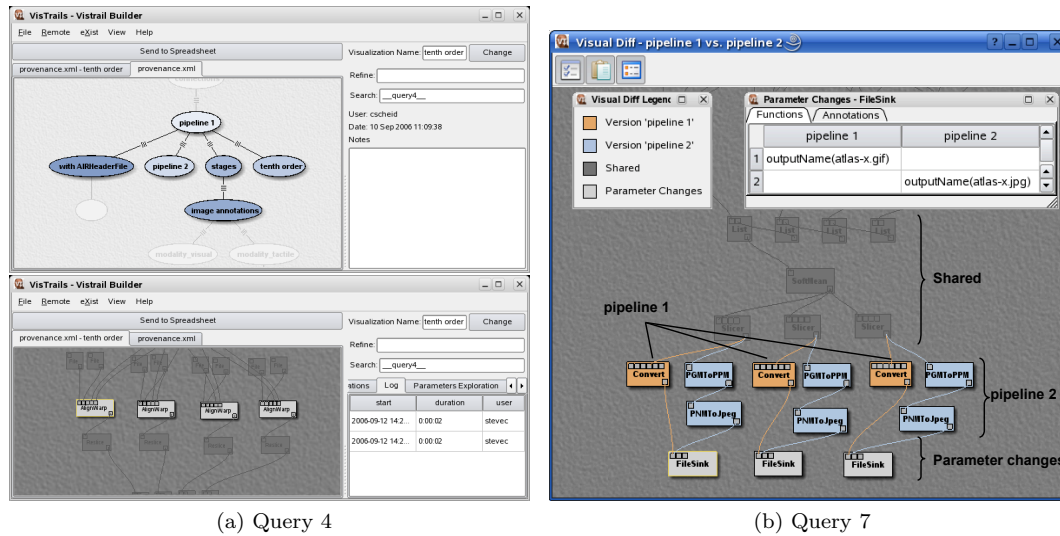 VisTrails - Vistrail Builder
File Remote eXist View Help
Send to Spreadsheet
provenance.xml - tenth order
provenance.xml
pipeline 1
with AIRHeaderFile
pipeline 2
stages
tenth order
image annotations
modality_visual
modality_tactile
Visualization Name: tenth order
Change
Refine:
Search: __query4__
User: cscheid
Date: 10 Sep 2006 11:09:38
Notes
VisTrails - Vistrail Builder
File Remote eXist View Help
Send to Spreadsheet
provenance.xml - tenth order
provenance.xml
AlignWarp
AlignWarp
AlignWarp
AlignWarp
Visualization Name: tenth order
Change
Refine:
Search: __query4__
ations
Log
Parameters Exploration
start duration user
2006-09-12 14:2... 0:00:02 stevec
2006-09-12 14:2... 0:00:02 stevec
(a) Query 4
Visual Diff - pipeline 1 vs. pipeline 2
Visual Diff Legend
Version 'pipeline 1'
Version 'pipeline 2'
Shared
Parameter Changes
Parameter Changes - FileSink
Functions
Annotations
pipeline 1 pipeline 2
1 outputName(atlas-x.gif)
2 outputName(atlas-x.jpg)
List List List List
SoftMean
Shared
pipeline 1
Slicer Slicer Slicer
Convert PGMToPPM Convert PGMToPPM Convert PGMToPPM
pipeline 2
PNMToJpeg PNMToJpeg PNMToJpeg
FileSink FileSink FileSink
Parameter changes
(b) Query 7